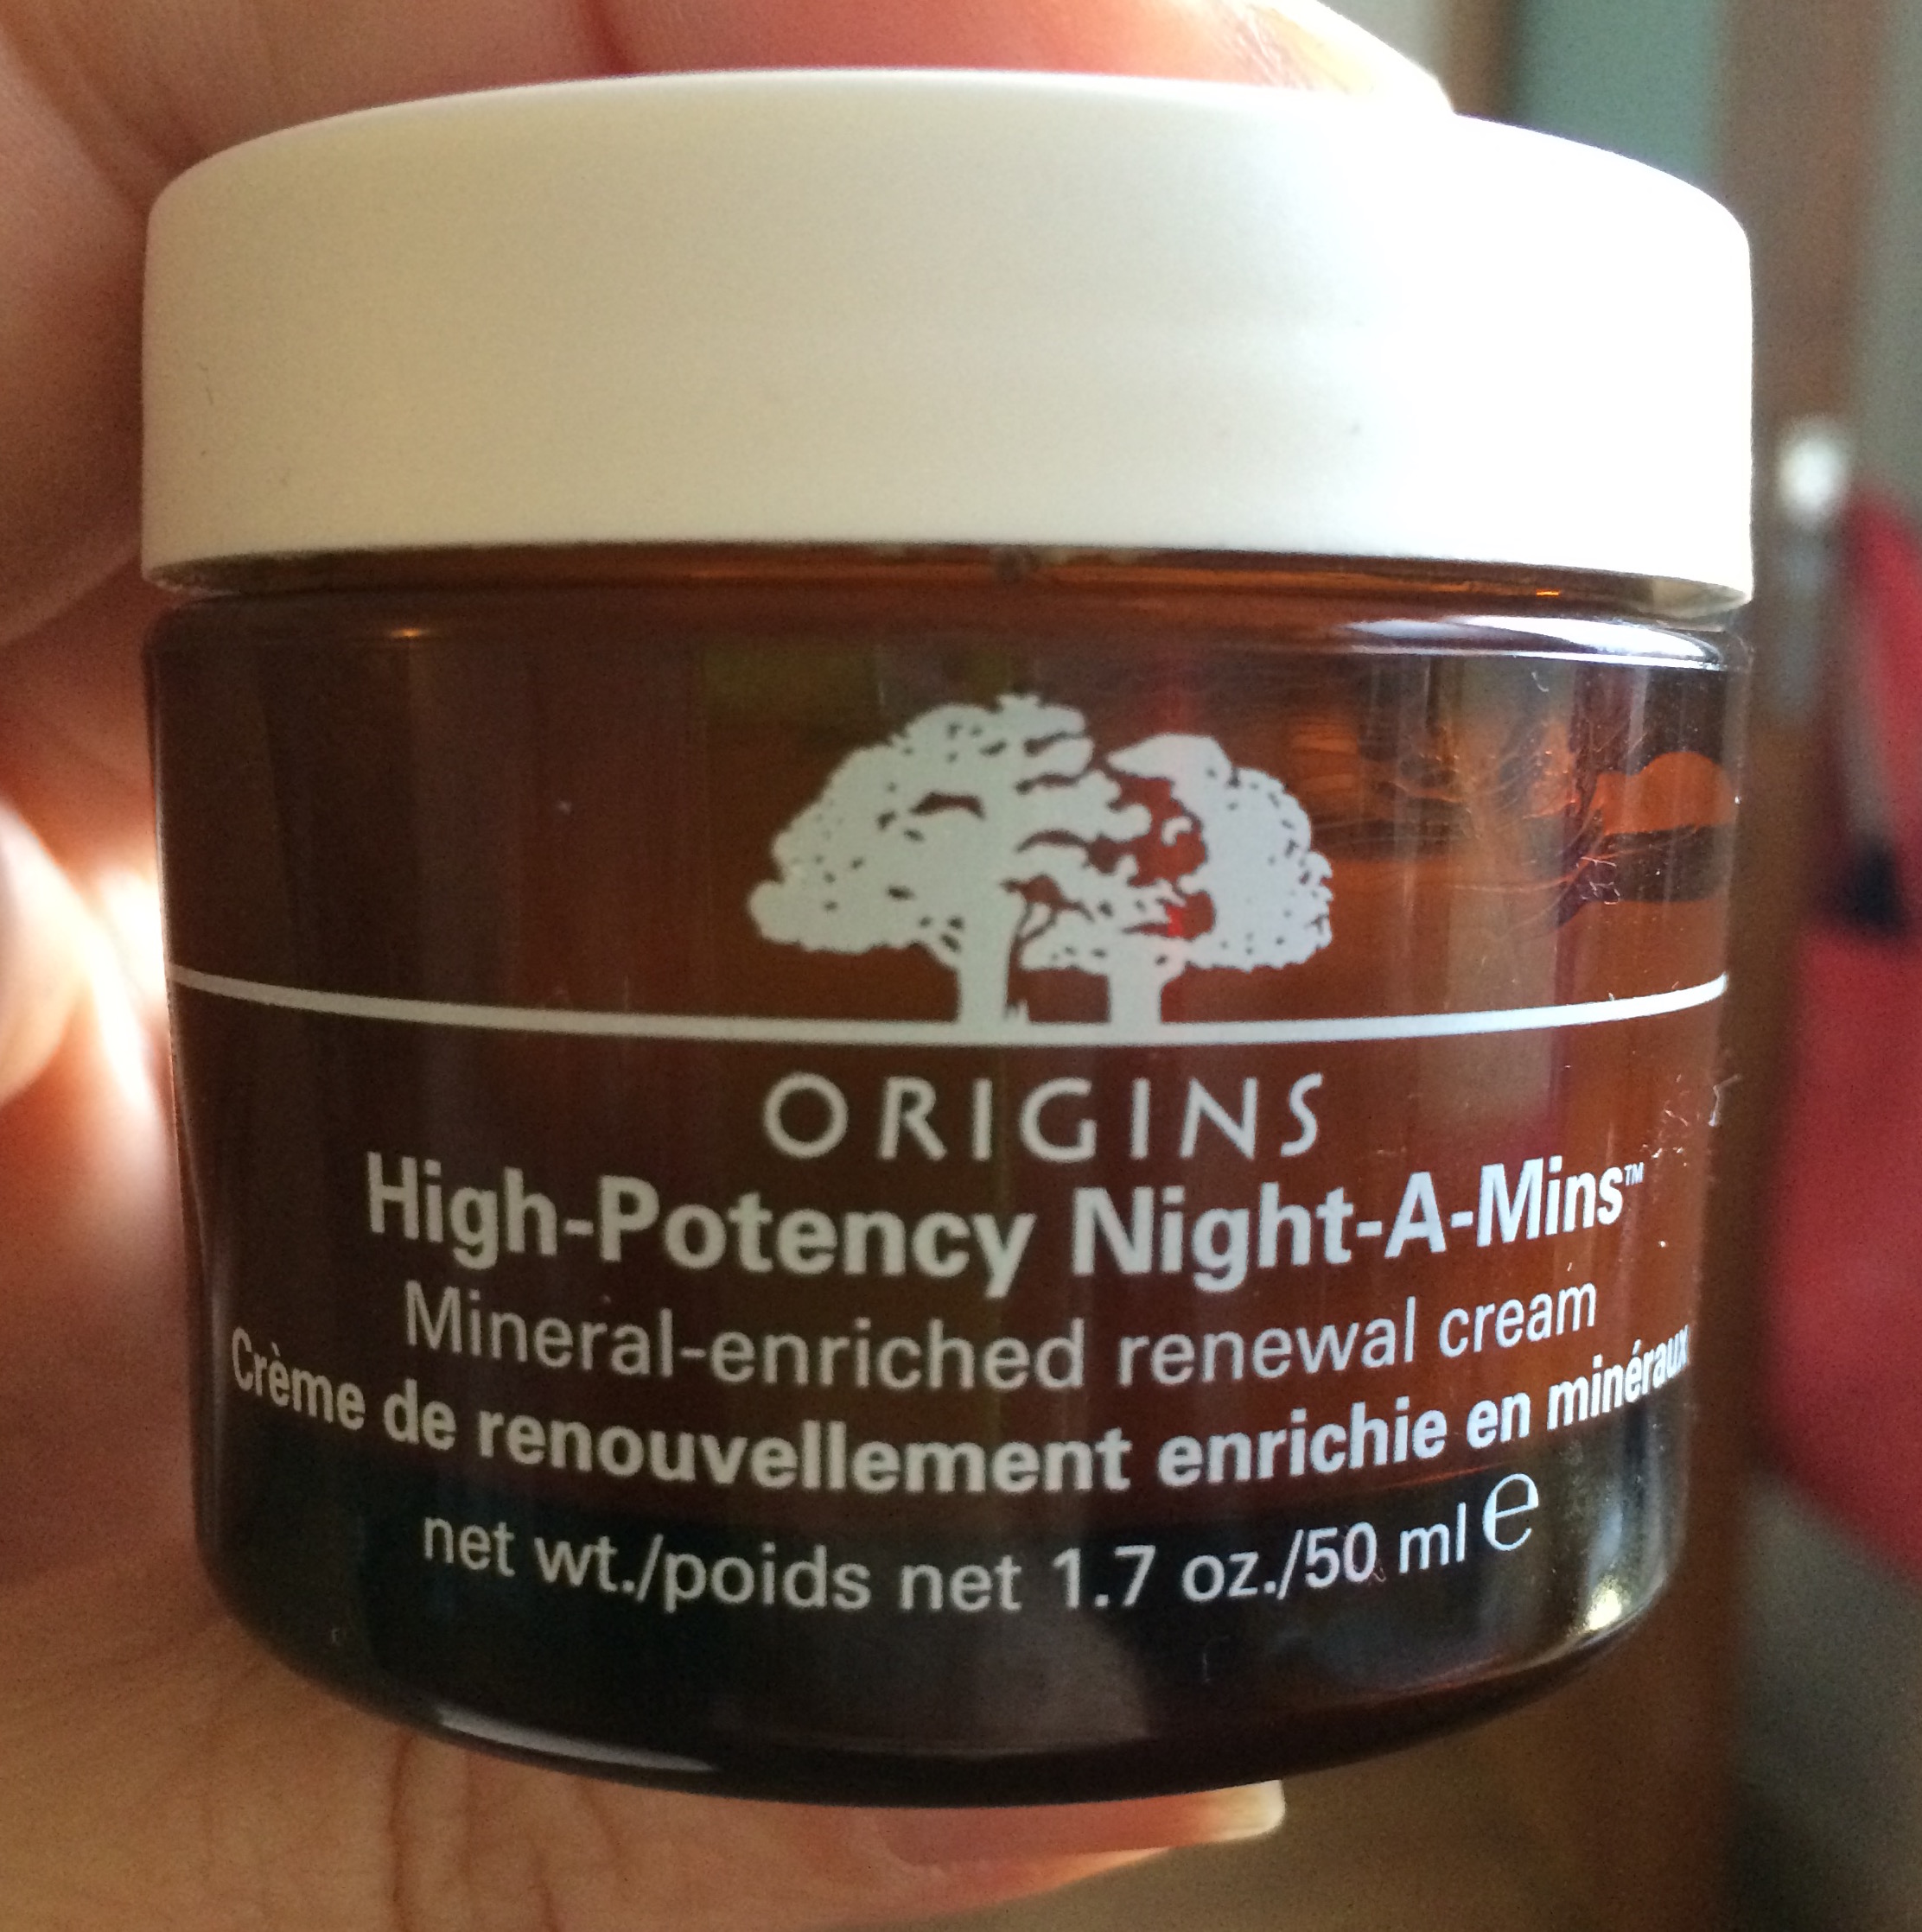 ORIGINS
High-Potency Night-A-Mins™
Mineral-enriched renewal cream
Crème de renouvellement enrichie en minéraux
net wt./poids net 1.7 oz./50 ml ℮